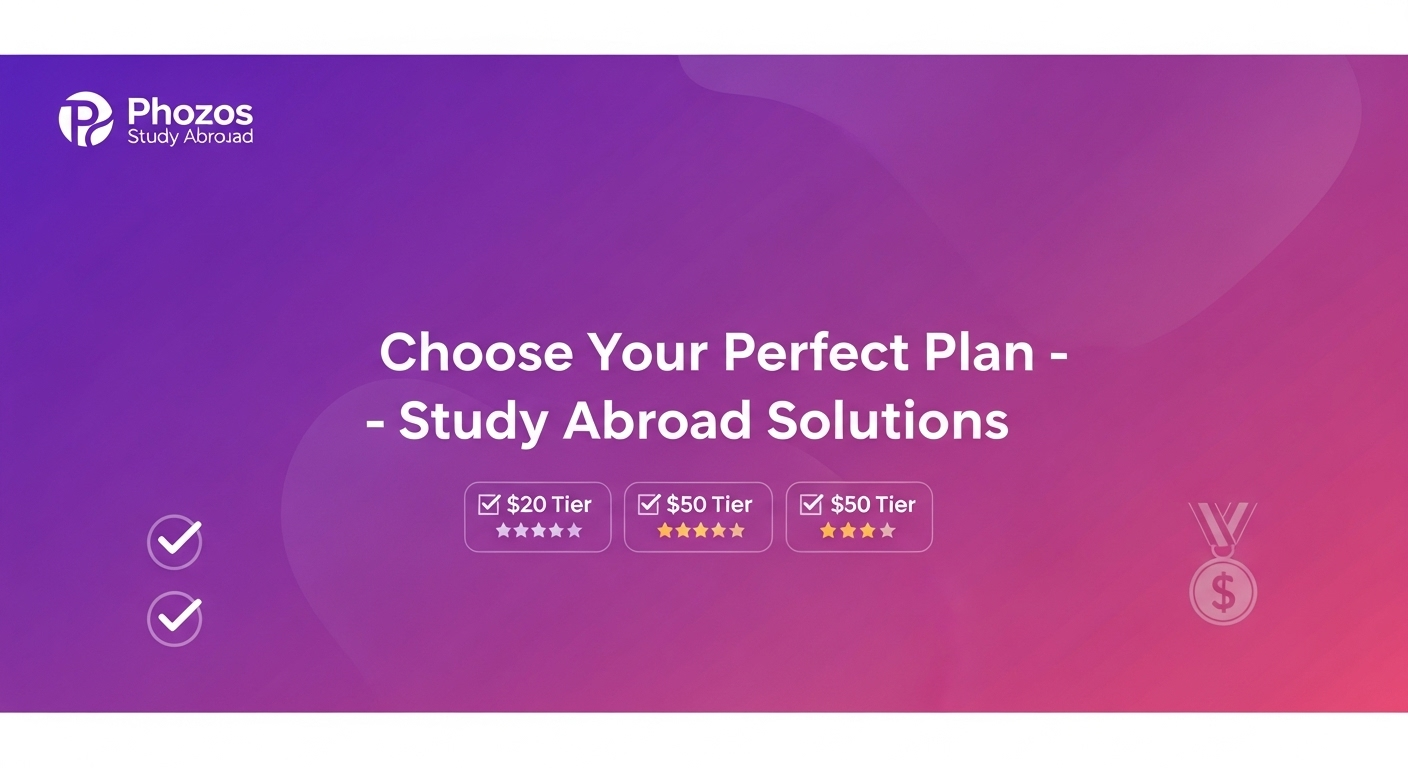 Phozos
Study Abroad
Choose Your Perfect Plan -
- Study Abroad Solutions
$20 Tier
$50 Tier
$50 Tier
$